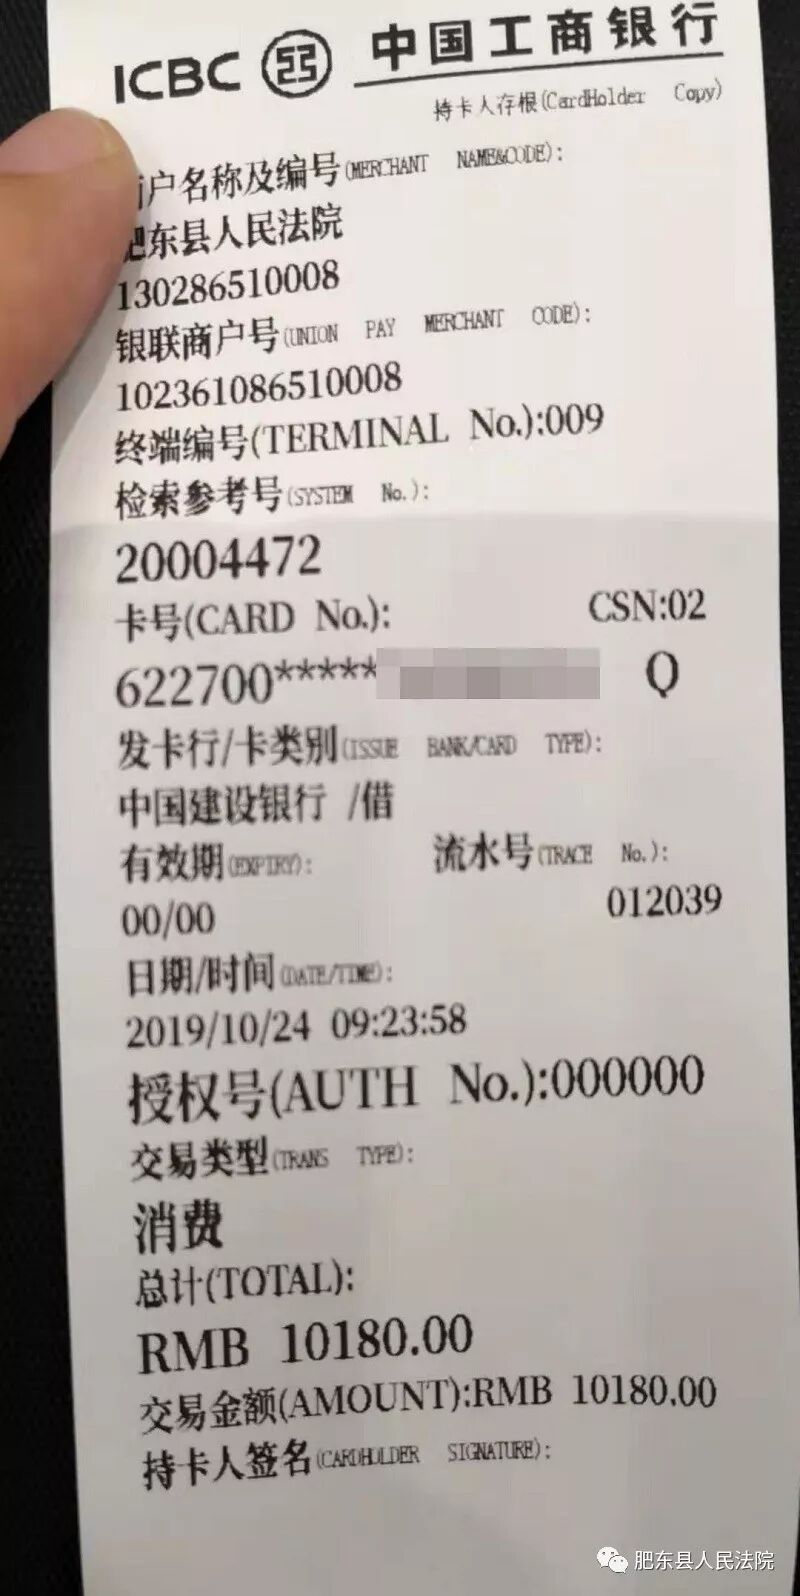 ICBC 中国工商银行
持卡人存根(CardHolder Copy)
户名称及编号(MERCHANT NAME&CODE):
肥东县人民法院
130286510008
银联商户号(UNION PAY MERCHANT CODE):
102361086510008
终端编号(TERMINAL No.):009
检索参考号(SYSTEM No.):
20004472
卡号(CARD No.): CSN:02
622700***** Q
发卡行/卡类别(ISSUE BANK/CARD TYPE):
中国建设银行 /借
有效期(EXPIRY): 流水号(TRACE No.):
00/00 012039
日期/时间(DATE/TIME):
2019/10/24 09:23:58
授权号(AUTH No.):000000
交易类型(TRANS TYPE):
消费
总计(TOTAL):
RMB 10180.00
交易金额(AMOUNT):RMB 10180.00
持卡人签名(CARDHOLDER SIGNATURE):
肥东县人民法院